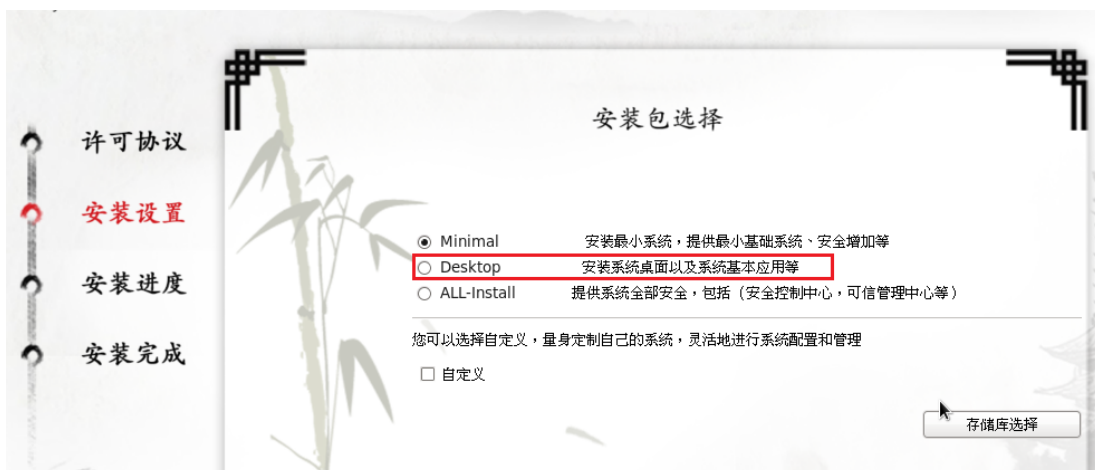 安装包选择
许可协议
安装设置
安装进度
安装完成
Minimal 安装最小系统，提供最小基础系统、安全增加等
Desktop 安装系统桌面以及系统基本应用等
ALL-Install 提供系统全部安全，包括（安全控制中心，可信管理中心等）
您可以选择自定义，量身定制自己的系统，灵活地进行系统配置和管理
自定义
存储库选择